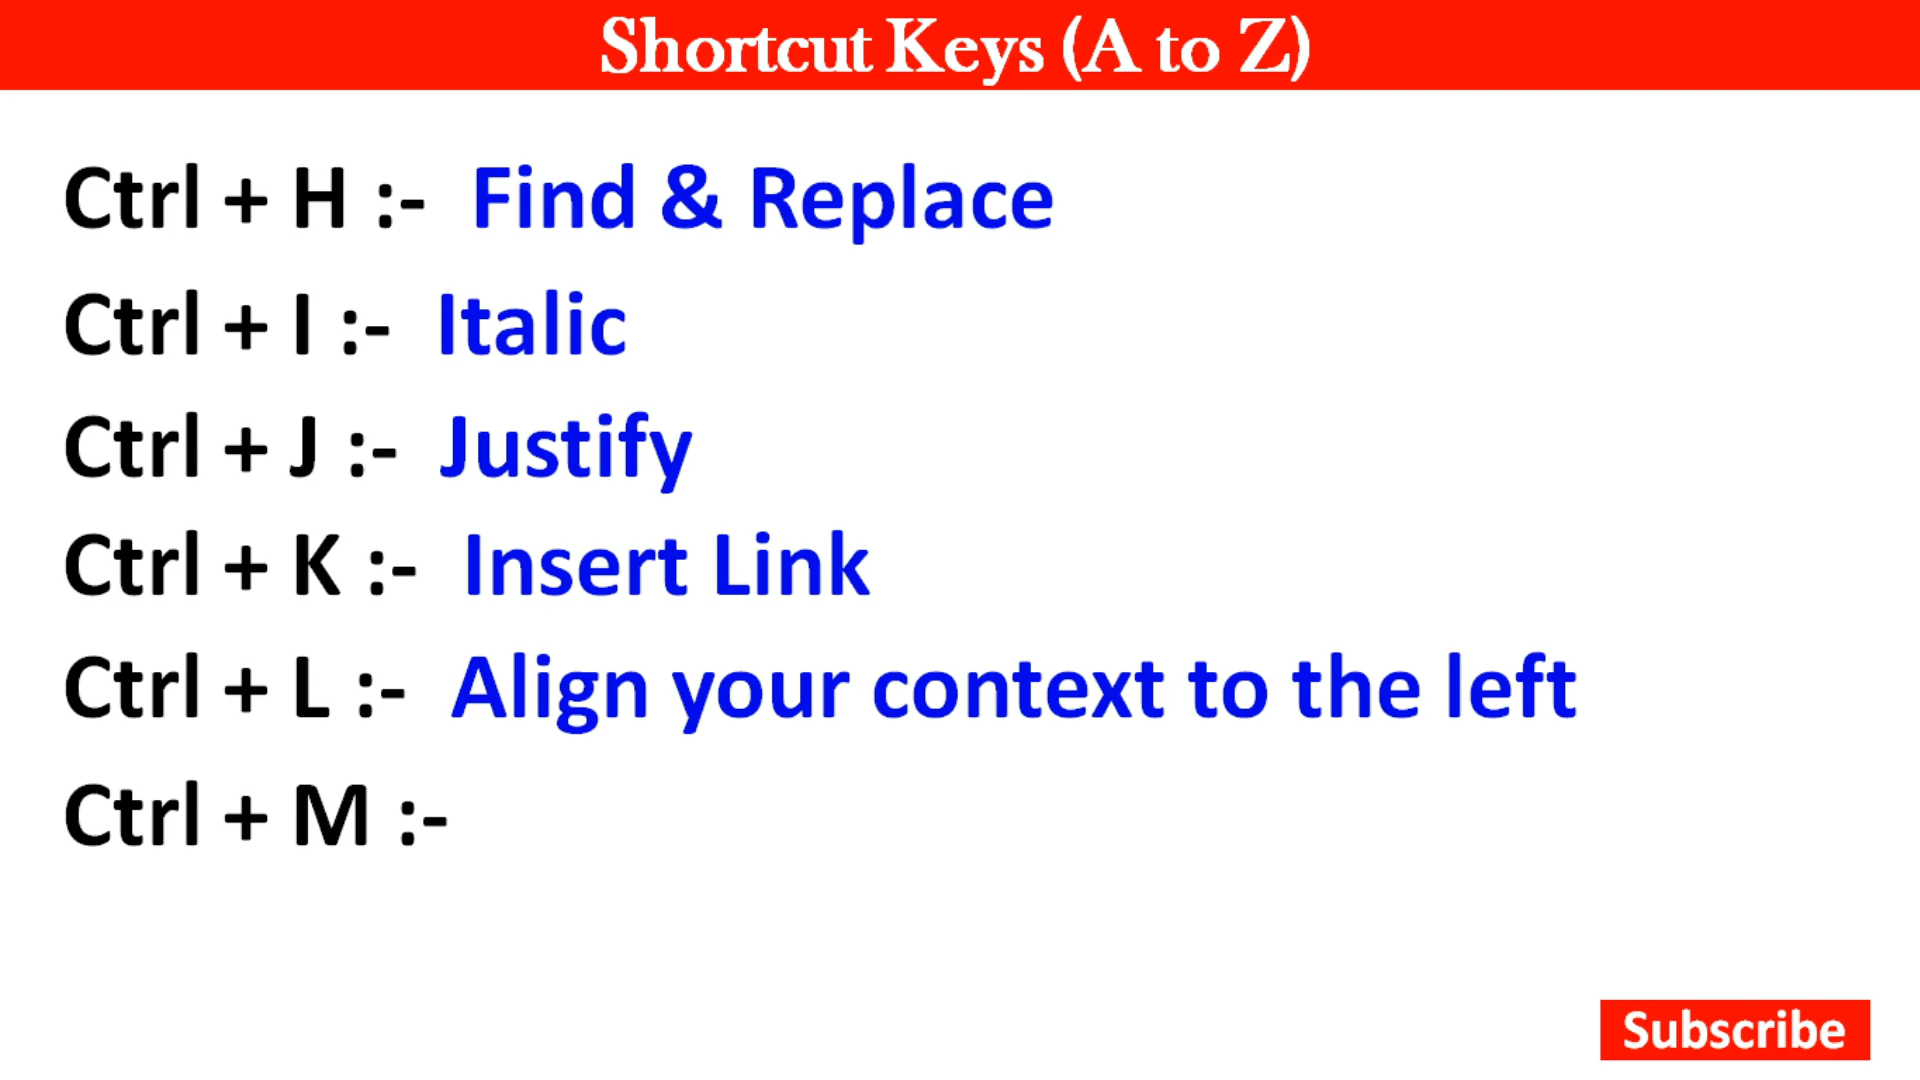 Shortcut Keys (A to Z)
Ctrl + H :- Find & Replace
Ctrl + I :- Italic
Ctrl + J :- Justify
Ctrl + K :- Insert Link
Ctrl + L :- Align your context to the left
Ctrl + M :-
Subscribe